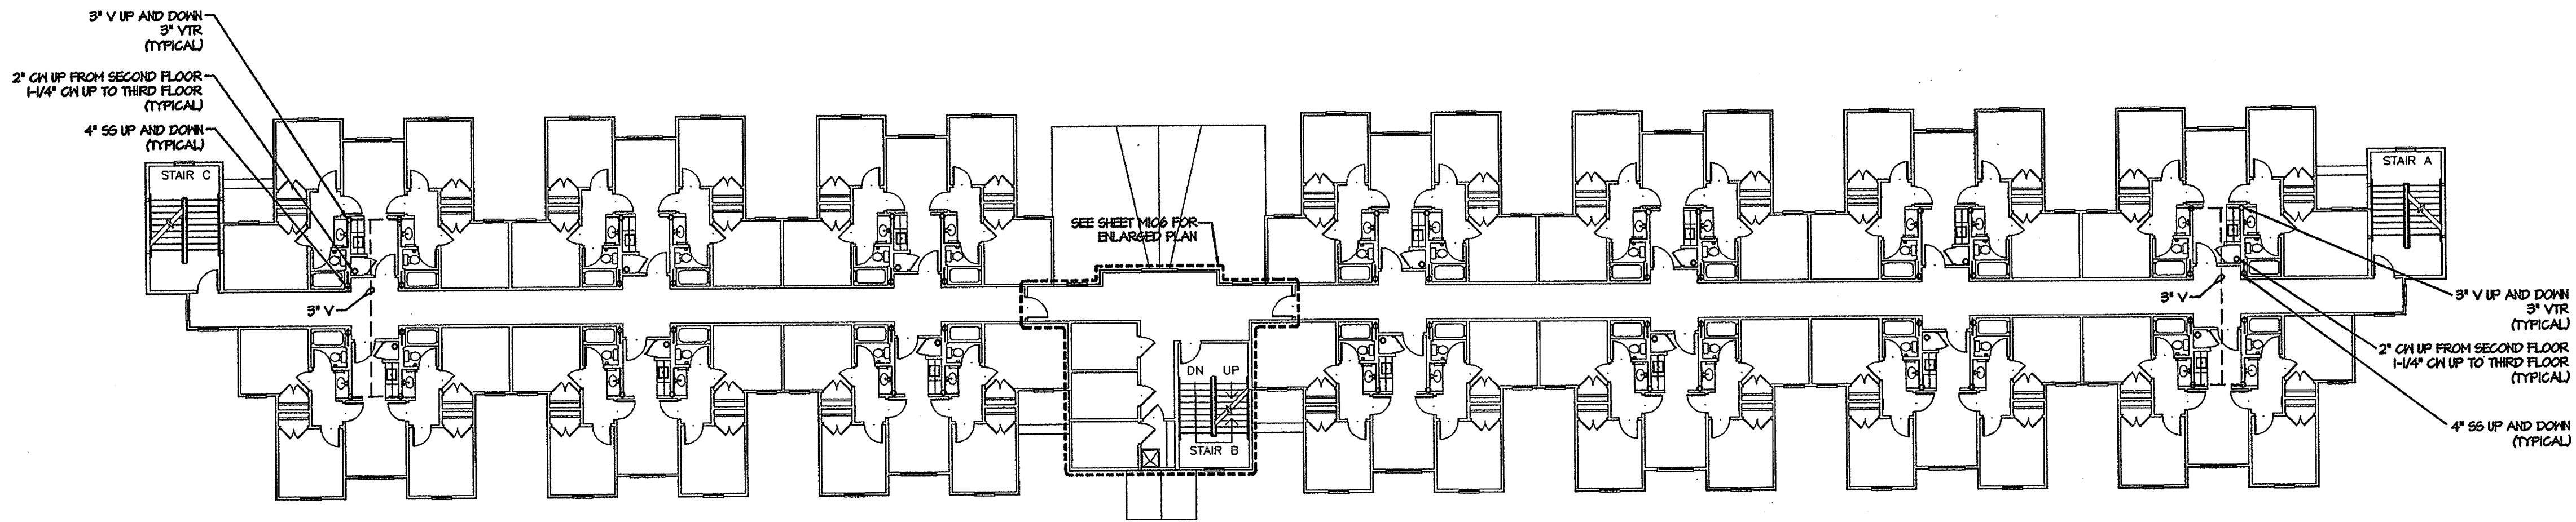 3" V UP AND DOWN
3" VTR
(TYPICAL)
2" CW UP FROM SECOND FLOOR
1-1/4" CW UP TO THIRD FLOOR
(TYPICAL)
4" SS UP AND DOWN
(TYPICAL)
STAIR C
3" V
SEE SHEET M106 FOR
ENLARGED PLAN
DN UP
STAIR B
STAIR A
3" V
3" V UP AND DOWN
3" VTR
(TYPICAL)
2" CW UP FROM SECOND FLOOR
1-1/4" CW UP TO THIRD FLOOR
(TYPICAL)
4" SS UP AND DOWN
(TYPICAL)